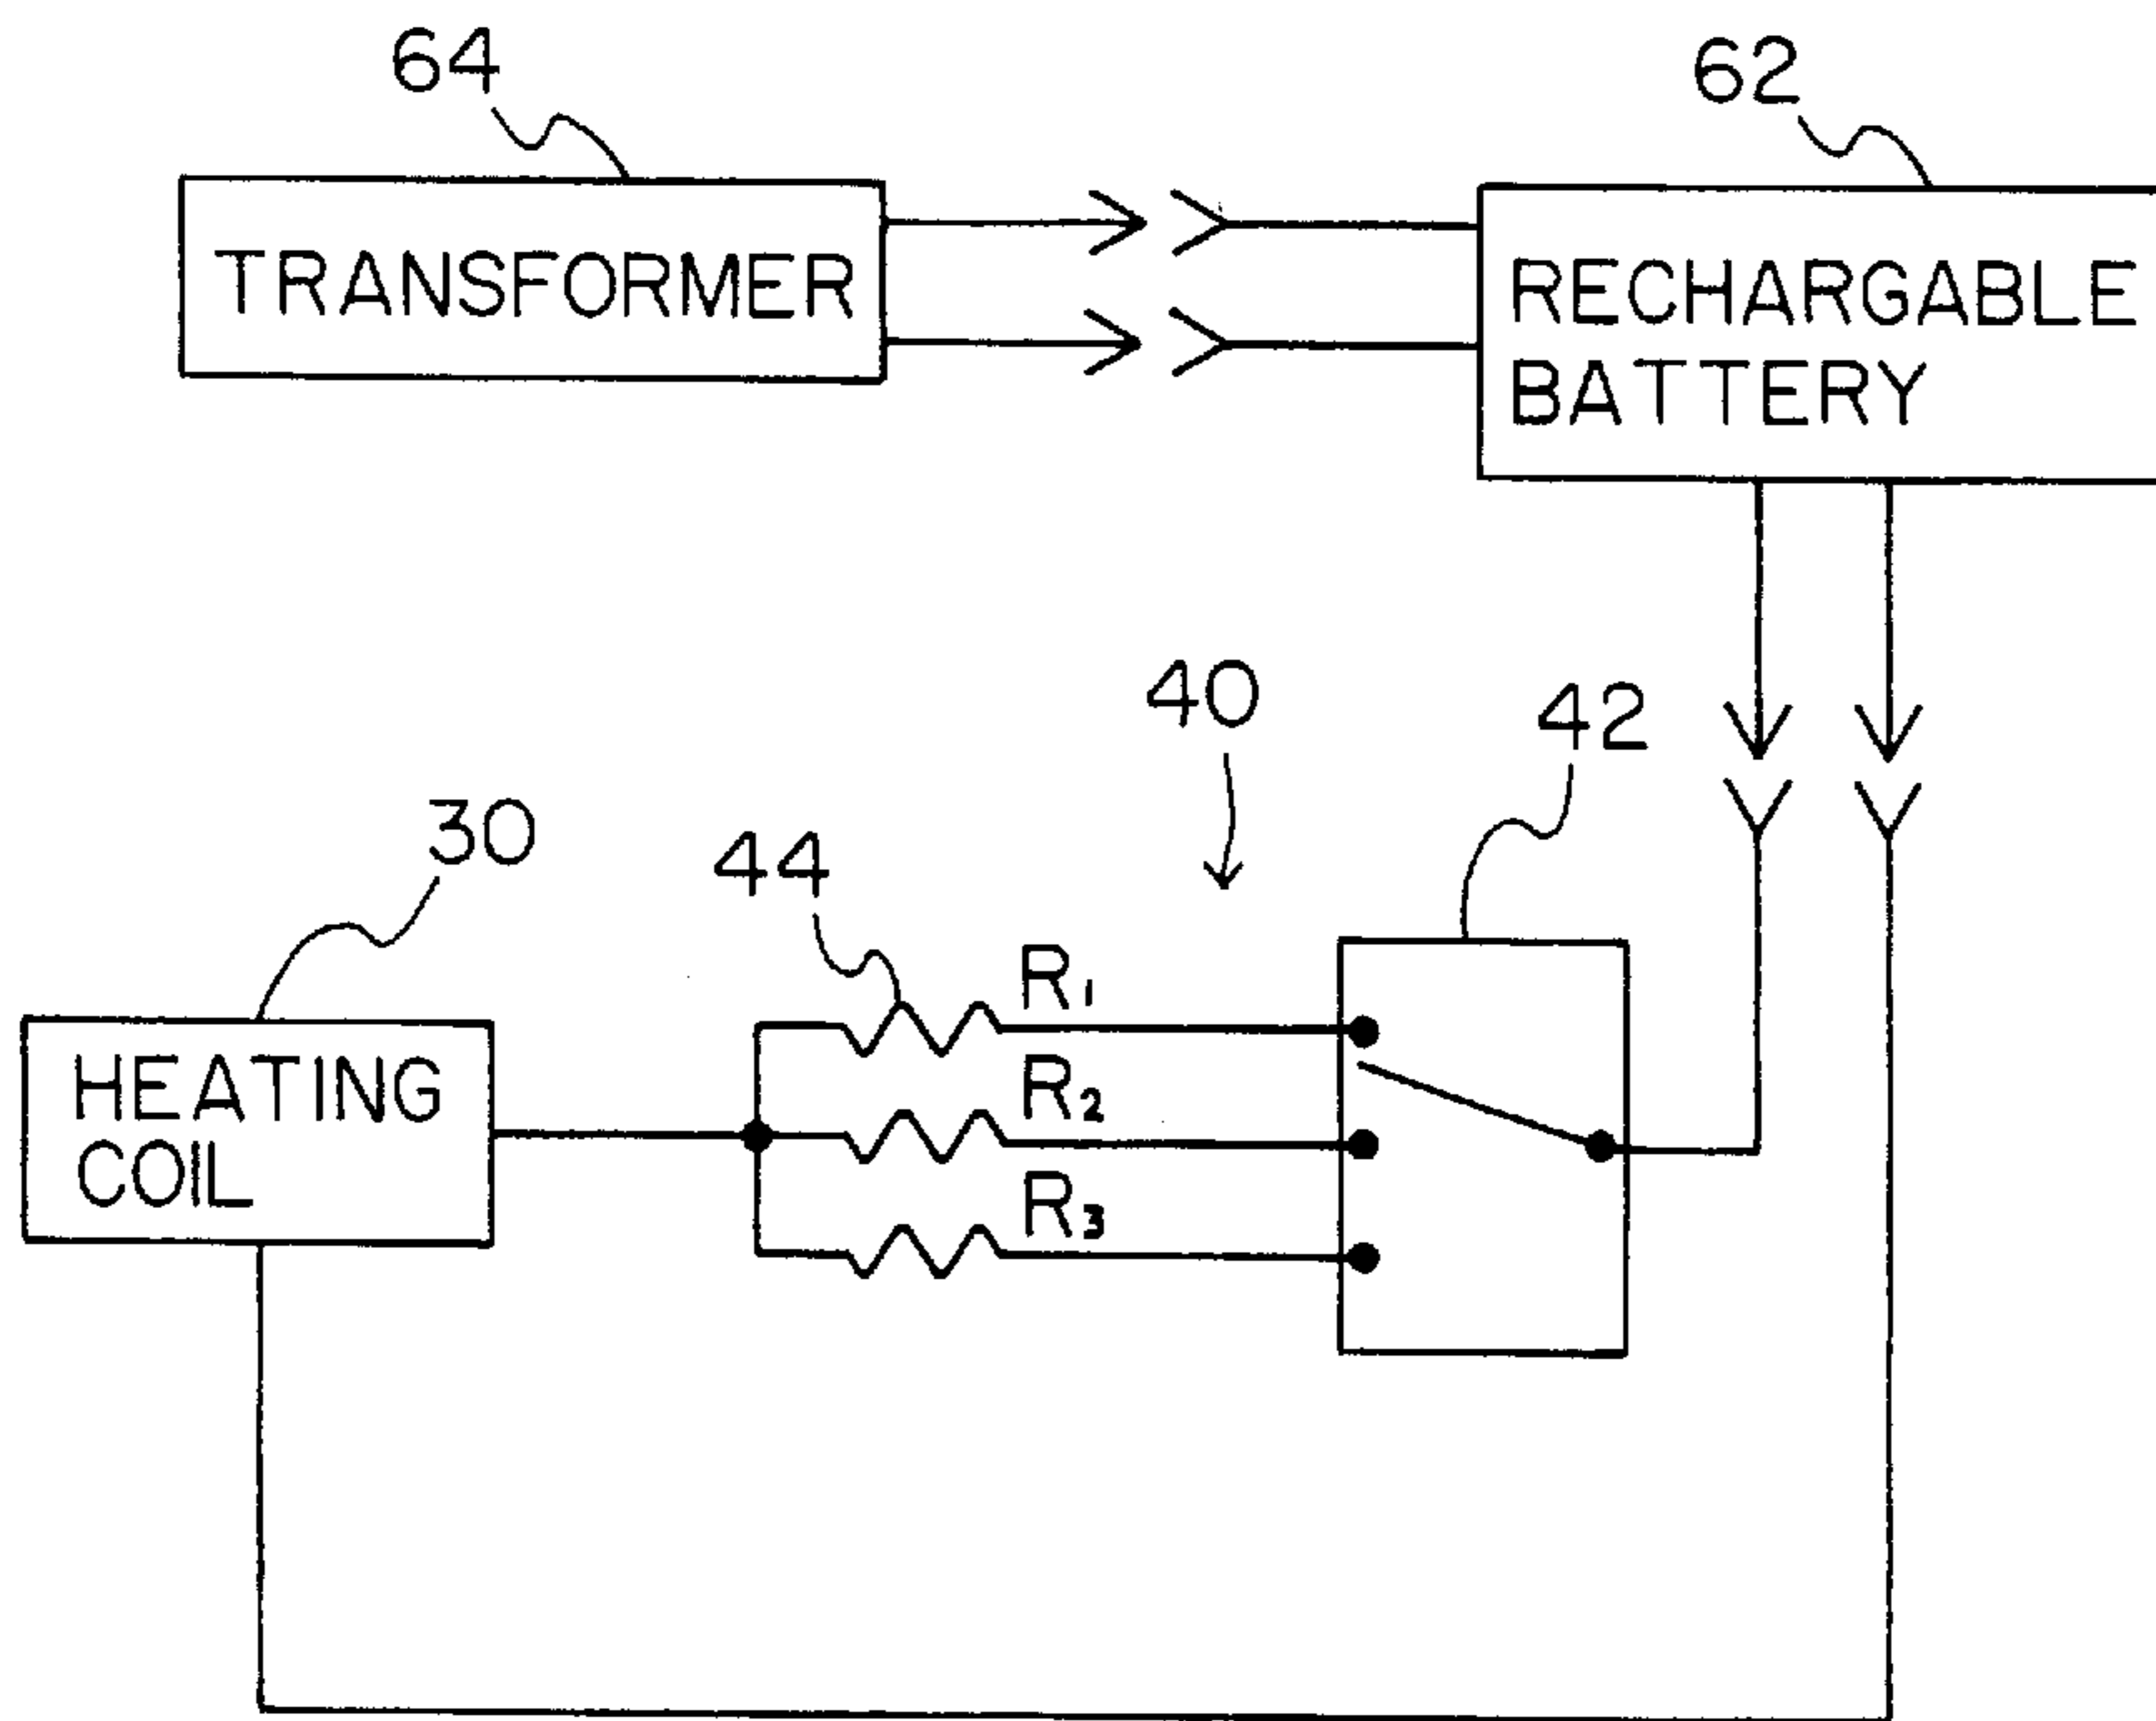 64
62
TRANSFORMER
RECHARGABLE
BATTERY
40
42
30
44
R1
HEATING
COIL
R2
R3